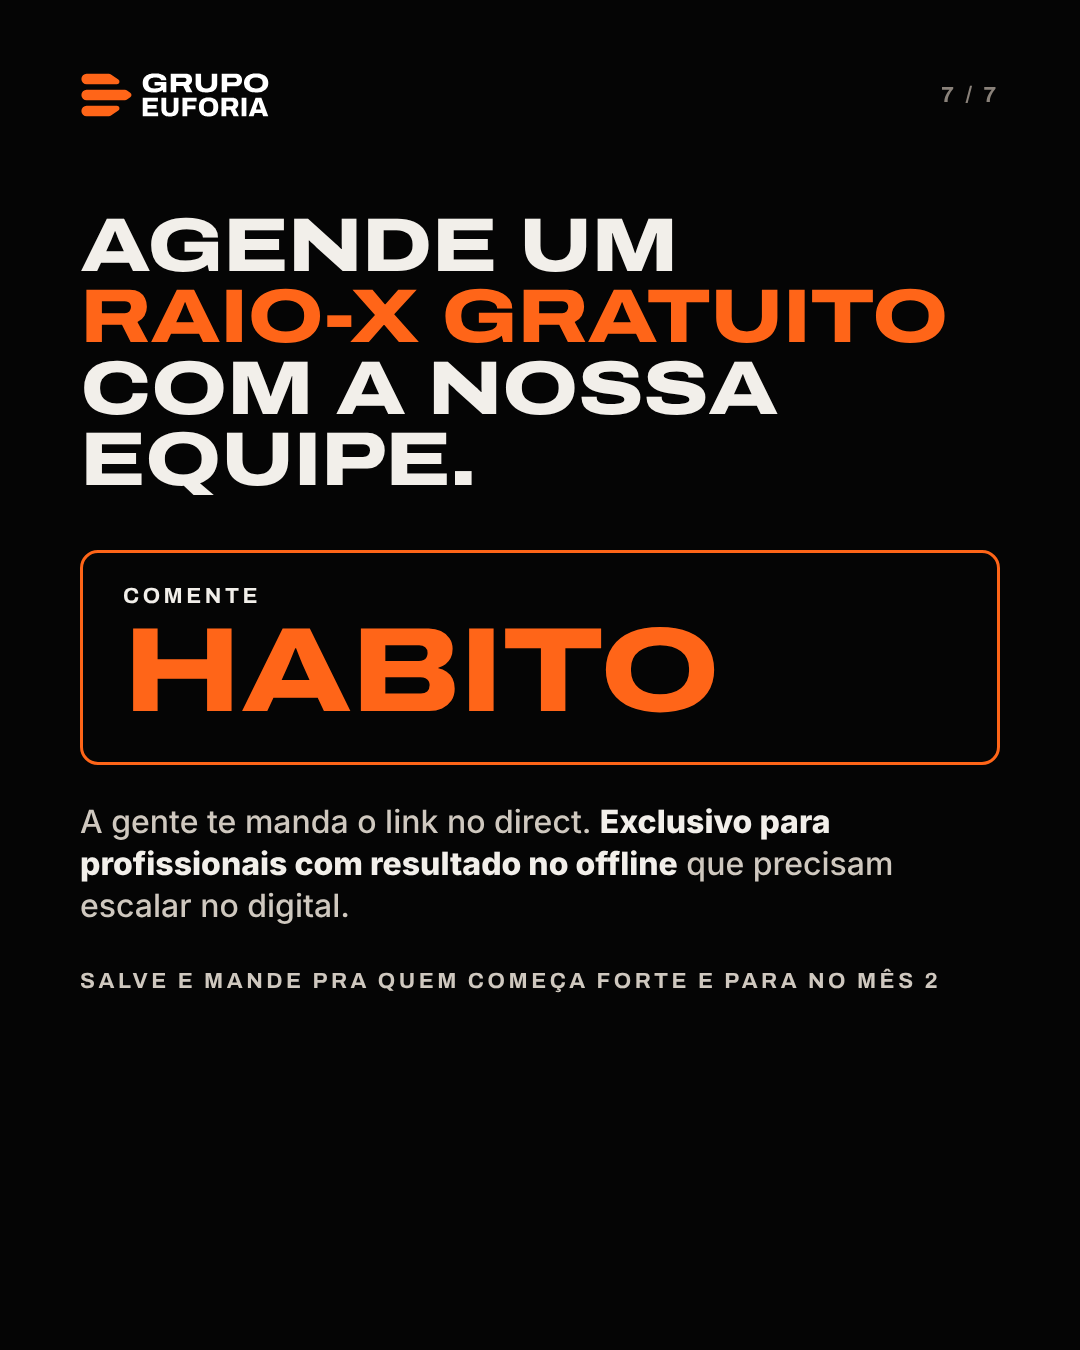 GRUPO
EUFORIA
7 / 7
AGENDE UM
RAIO-X GRATUITO
COM A NOSSA
EQUIPE.
COMENTE
HABITO
A gente te manda o link no direct. Exclusivo para
profissionais com resultado no offline que precisam
escalar no digital.
SALVE E MANDE PRA QUEM COMEÇA FORTE E PARA NO MÊS 2